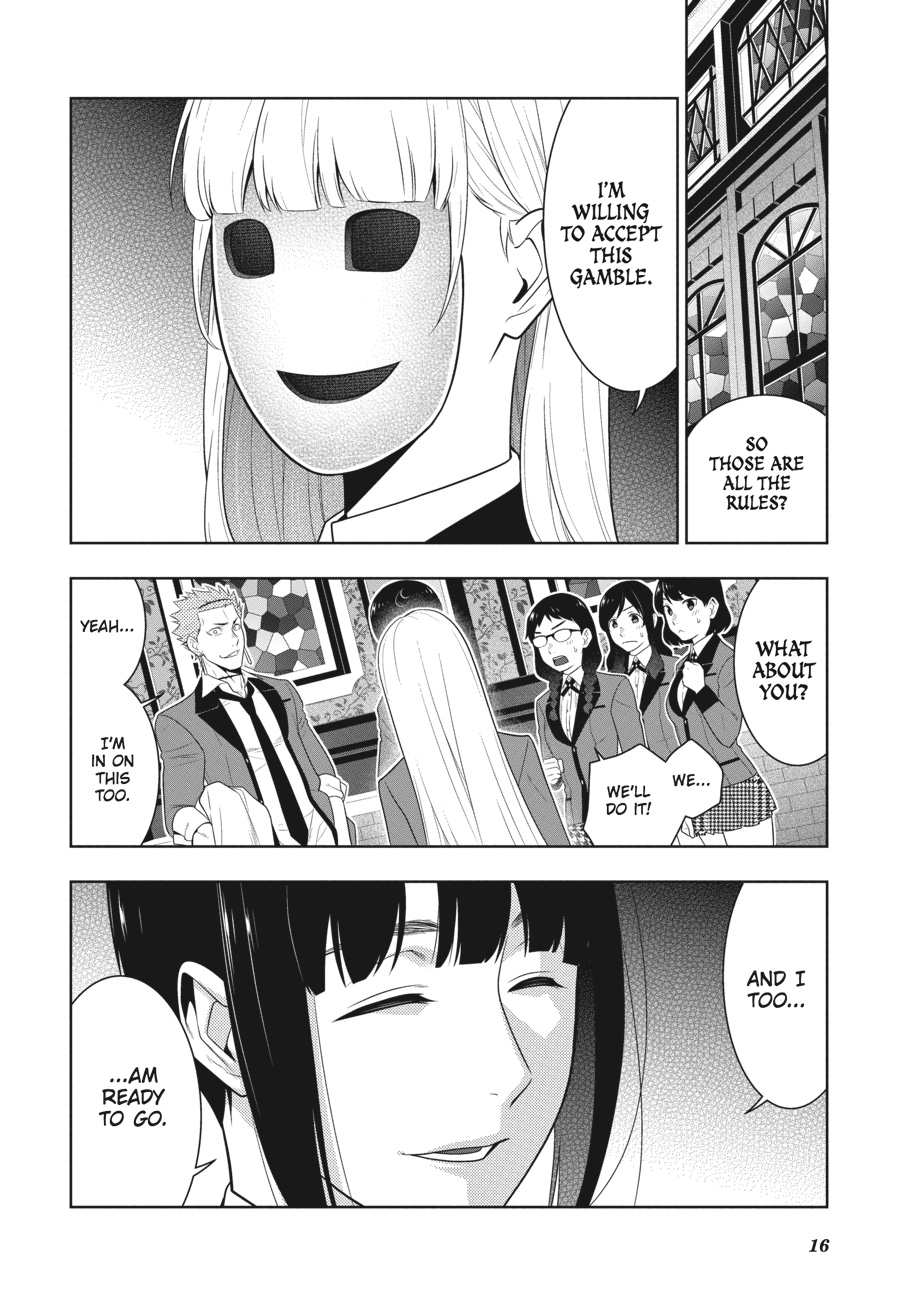 SO
THOSE ARE
ALL THE
RULES?
I'M
WILLING
TO ACCEPT
THIS
GAMBLE.
WHAT
ABOUT
YOU?
WE...
WE'LL
DO IT!
YEAH...
I'M
IN ON
THIS
TOO.
AND I
TOO...
...AM
READY
TO GO.
16